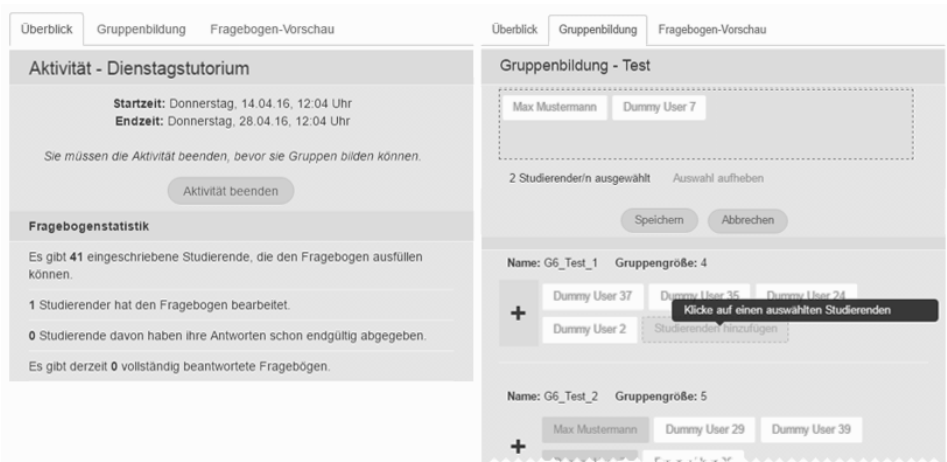 Überblick Gruppenbildung Fragebogen-Vorschau
Aktivität - Dienstagstutorium
Startzeit: Donnerstag, 14.04.16, 12:04 Uhr
Endzeit: Donnerstag, 28.04.16, 12:04 Uhr
Sie müssen die Aktivität beenden, bevor sie Gruppen bilden können.
Aktivität beenden
Fragebogenstatistik
Es gibt 41 eingeschriebene Studierende, die den Fragebogen ausfüllen
können.
1 Studierender hat den Fragebogen bearbeitet.
0 Studierende davon haben ihre Antworten schon endgültig abgegeben.
Es gibt derzeit 0 vollständig beantwortete Fragebögen.
Überblick Gruppenbildung Fragebogen-Vorschau
Gruppenbildung - Test
Max Mustermann Dummy User 7
2 Studierender/n ausgewählt Auswahl aufheben
Speichern Abbrechen
Name: G6_Test_1 Gruppengröße: 4
Dummy User 37 Dummy User 35 Dummy User 24
Klicke auf einen auswählten Studierenden
+ Dummy User 2 Studierenden hinzufügen
Name: G6_Test_2 Gruppengröße: 5
Max Mustermann Dummy User 29 Dummy User 39
+